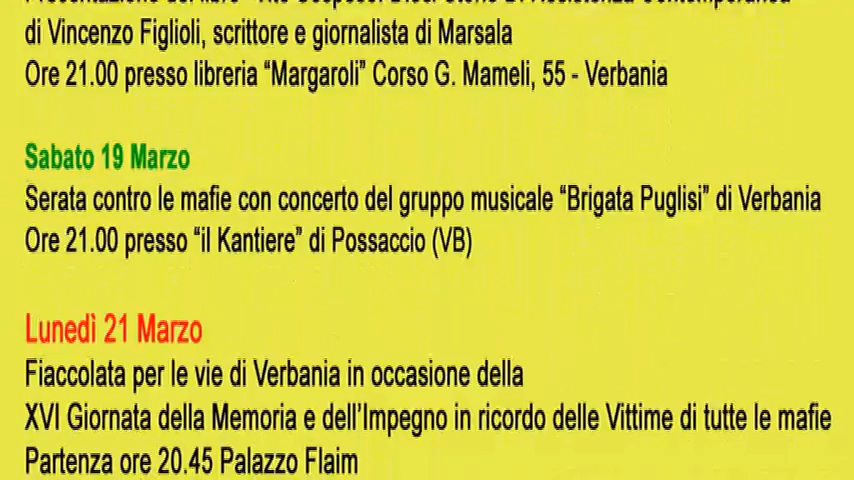 di Vincenzo Figlioli, scrittore e giornalista di Marsala
Ore 21.00 presso libreria “Margaroli” Corso G. Mameli, 55 - Verbania
Sabato 19 Marzo
Serata contro le mafie con concerto del gruppo musicale “Brigata Puglisi” di Verbania
Ore 21.00 presso “il Kantiere” di Possaccio (VB)
Lunedì 21 Marzo
Fiaccolata per le vie di Verbania in occasione della
XVI Giornata della Memoria e dell’Impegno in ricordo delle Vittime di tutte le mafie
Partenza ore 20.45 Palazzo Flaim